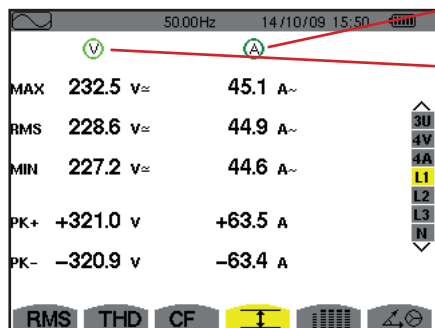 50.00Hz 14/10/09 15:50
V A
MAX 232.5 V≃ 45.1 A~
RMS 228.6 V≃ 44.9 A~
MIN 227.2 V≃ 44.6 A~
PK+ +321.0 V +63.5 A
PK- -320.9 V -63.4 A
3U
4V
4A
L1
L2
L3
N
RMS THD CF